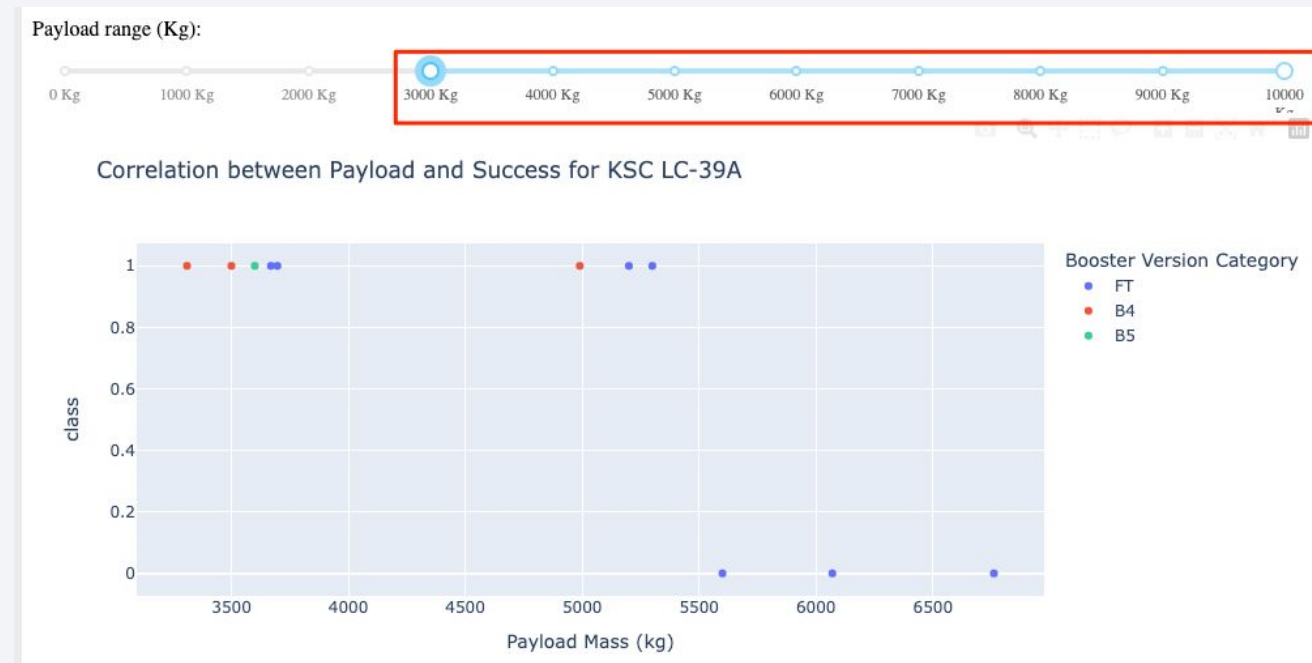 Payload range (Kg):
0 Kg 1000 Kg 2000 Kg 3000 Kg 4000 Kg 5000 Kg 6000 Kg 7000 Kg 8000 Kg 9000 Kg 10000
Correlation between Payload and Success for KSC LC-39A
Booster Version Category
FT
B4
B5
1
0.8
0.6
0.4
0.2
0
class
3500 4000 4500 5000 5500 6000 6500
Payload Mass (kg)